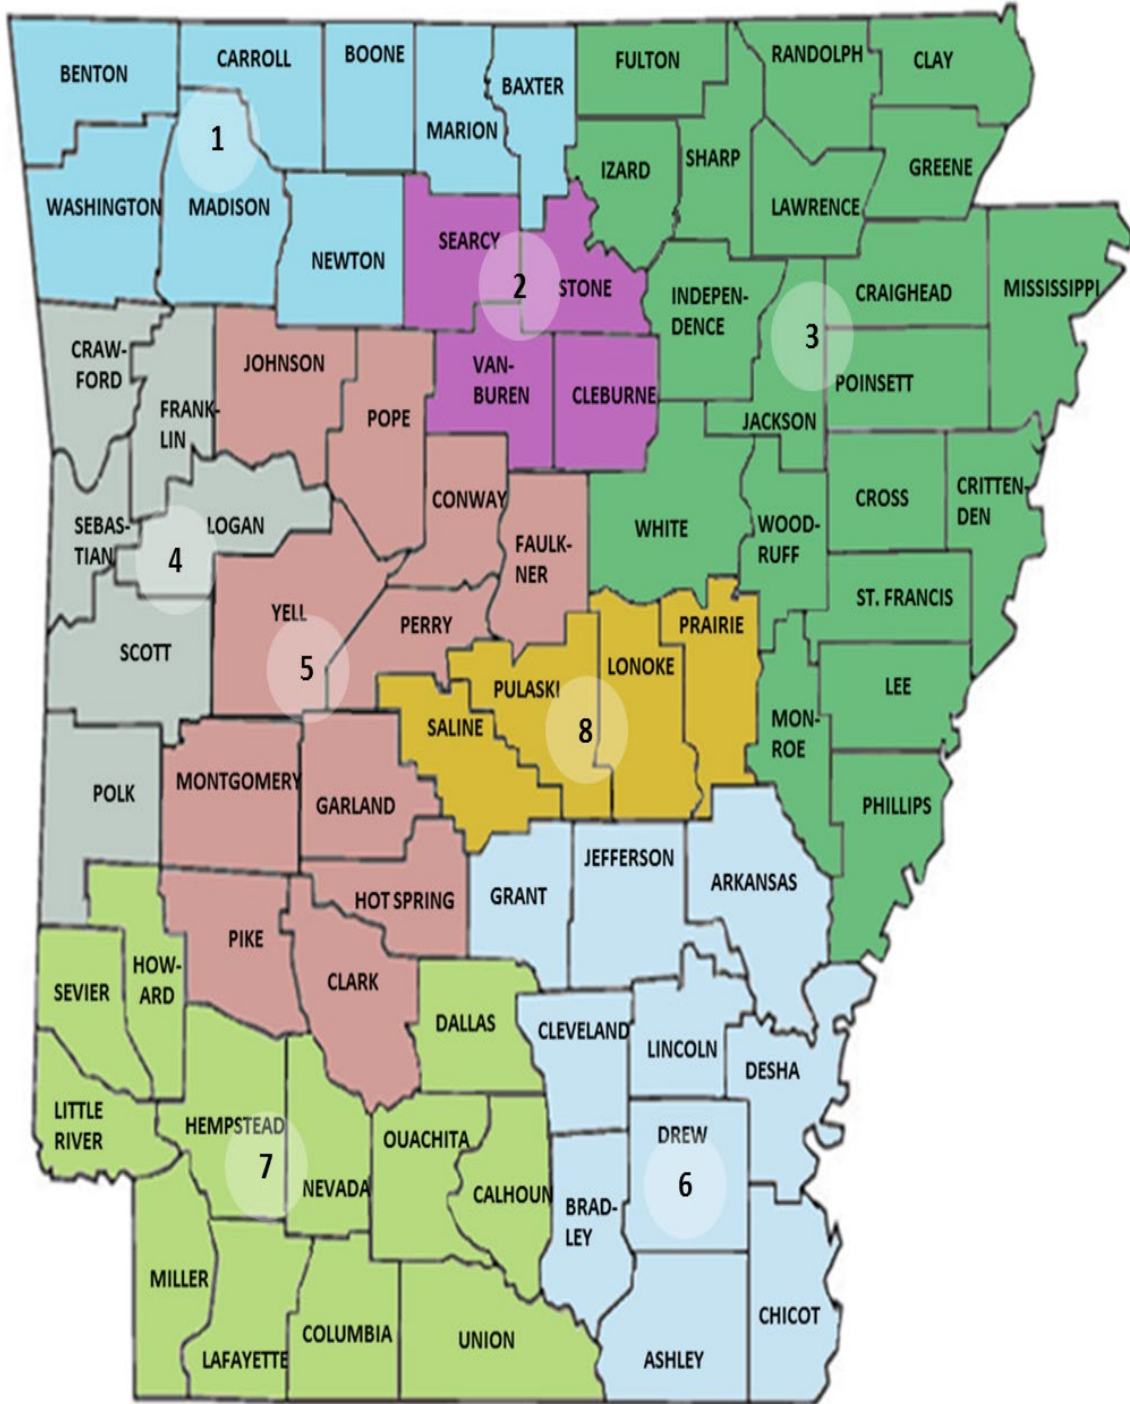 BENTON
CARROLL
BOONE
MARION
BAXTER
FULTON
RANDOLPH
CLAY
1
IZARD
SHARP
GREENE
WASHINGTON
MADISON
LAWRENCE
NEWTON
SEARCY
2
STONE
INDEPEN-
DENCE
3
CRAIGHEAD
MISSISSIPPI
CRAW-
FORD
JOHNSON
POPE
FRANK-
LIN
VAN-
BUREN
CLEBURNE
POINSETT
JACKSON
SEBAS-
TIAN
LOGAN
4
CONWAY
FAULK-
NER
WHITE
WOOD-
RUFF
CROSS
CRITTEN-
DEN
SCOTT
YELL
5
PERRY
ST. FRANCIS
PULASKI
LONOKE
PRAIRIE
8
SALINE
MON-
ROE
LEE
POLK
MONTGOMERY
GARLAND
PHILLIPS
HOT SPRING
GRANT
JEFFERSON
ARKANSAS
PIKE
CLARK
SEVIER
HOW-
ARD
DALLAS
CLEVELAND
LINCOLN
DESHA
LITTLE
RIVER
HEMPSTEAD
7
NEVADA
OUACHITA
CALHOUN
BRAD-
LEY
DREW
6
MILLER
LAFAYETTE
COLUMBIA
UNION
ASHLEY
CHICOT